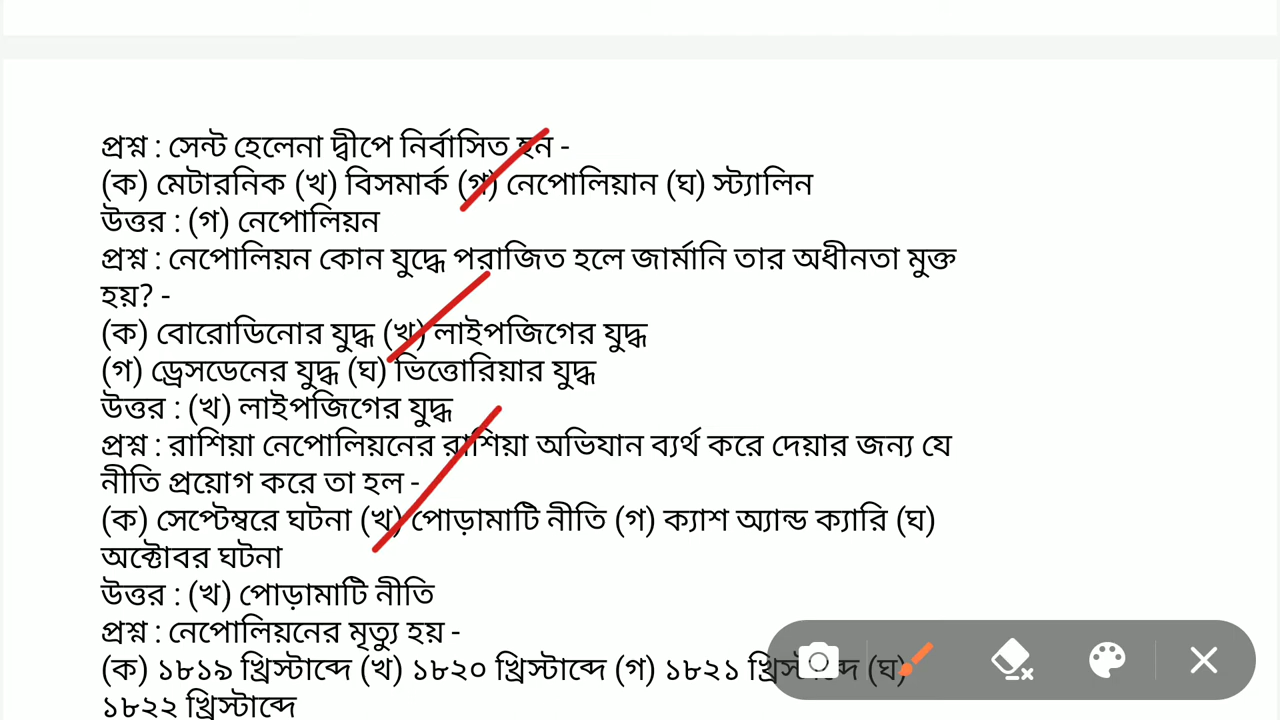 প্রশ্ন : সেন্ট হেলেনা দ্বীপে নির্বাসিত হন -
(ক) মেটারনিক (খ) বিসমার্ক (গ) নেপোলিয়ান (ঘ) স্ট্যালিন
উত্তর : (গ) নেপোলিয়ন
প্রশ্ন : নেপোলিয়ন কোন যুদ্ধে পরাজিত হলে জার্মানি তার অধীনতা মুক্ত
হয়? -
(ক) বোরোডিনোর যুদ্ধ (খ) লাইপজিগের যুদ্ধ
(গ) ড্রেসডেনের যুদ্ধ (ঘ) ভিত্তোরিয়ার যুদ্ধ
উত্তর : (খ) লাইপজিগের যুদ্ধ
প্রশ্ন : রাশিয়া নেপোলিয়নের রাশিয়া অভিযান ব্যর্থ করে দেয়ার জন্য যে
নীতি প্রয়োগ করে তা হল -
(ক) সেপ্টেম্বরে ঘটনা (খ) পোড়ামাটি নীতি (গ) ক্যাশ অ্যান্ড ক্যারি (ঘ)
অক্টোবর ঘটনা
উত্তর : (খ) পোড়ামাটি নীতি
প্রশ্ন : নেপোলিয়নের মৃত্যু হয় -
(ক) ১৮১৯ খ্রিস্টাব্দে (খ) ১৮২০ খ্রিস্টাব্দে (গ) ১৮২১ খ্রিস্টাব্দে (ঘ)
১৮২২ খ্রিস্টাব্দে